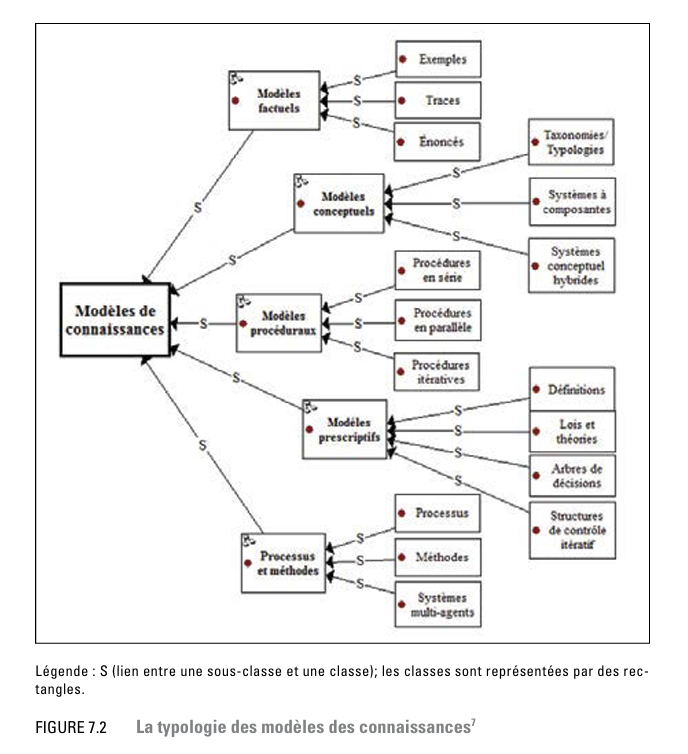 Exemples
S
Modèles
factuels
S
Traces
S
Énoncés
S
Taxonomies/
Typologies
S
Modèles
conceptuels
S
Systèmes à
composantes
S
Systèmes
conceptuel
hybrides
S
Procédures
en série
S
Modèles de
connaissances
S
Modèles
procéduraux
S
Procédures
en parallèle
S
Procédures
itératives
S
Définitions
S
Modèles
prescriptifs
S
Lois et
théories
S
Arbres de
décisions
S
Structures
de contrôle
itératif
S
Processus
S
Processus
et méthodes
S
Méthodes
S
Systèmes
multi-agents
Légende : S (lien entre une sous-classe et une classe); les classes sont représentées par des rec-
tangles.
FIGURE 7.2 La typologie des modèles des connaissances7